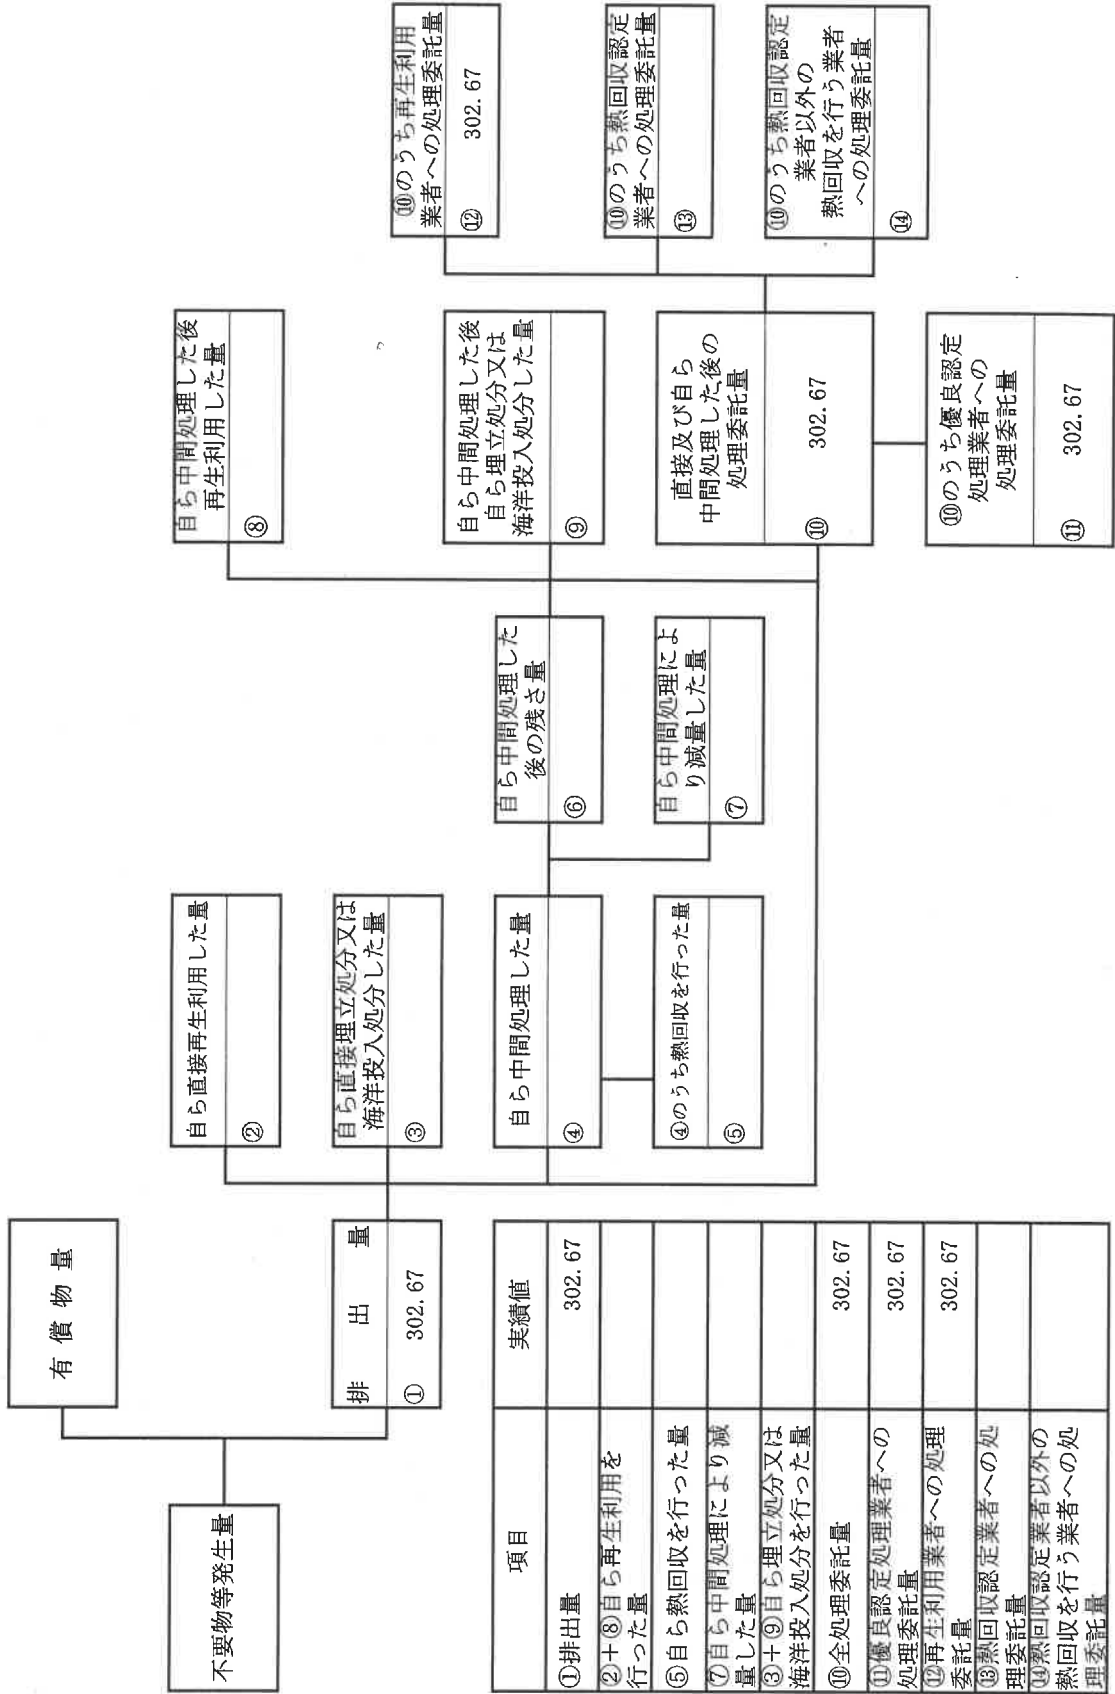 不要物等発生量
有償物量
排出量
① 302.67
自ら直接再生利用した量
②
自ら直接埋立処分又は
海洋投入処分した量
③
自ら中間処理した量
④
④のうち熱回収を行った量
⑤
自ら中間処理した
後の残さ量
⑥
自ら中間処理によ
り減量した量
⑦
自ら中間処理した後
再生利用した量
⑧
自ら中間処理した後
自ら埋立処分又は
海洋投入処分した量
⑨
直接及び自ら
中間処理した後の
処理委託量
⑩ 302.67
⑩のうち優良認定
処理業者への
処理委託量
⑪ 302.67
⑩のうち再生利用
業者への処理委託量
⑫ 302.67
⑩のうち熱回収認定
業者への処理委託量
⑬
⑩のうち熱回収認定
業者以外の
熱回収を行う業者
への処理委託量
⑭
項目 実績値
①排出量 302.67
②+⑧自ら再生利用を
行った量
⑤自ら熱回収を行った量
⑦自ら中間処理により減
量した量
③+⑨自ら埋立処分又は
海洋投入処分を行った量
⑩全処理委託量 302.67
⑪優良認定処理業者への
処理委託量 302.67
⑫再生利用業者への処理
委託量 302.67
⑬熱回収認定業者への処
理委託量
⑭熱回収認定業者以外の
熱回収を行う業者への処
理委託量